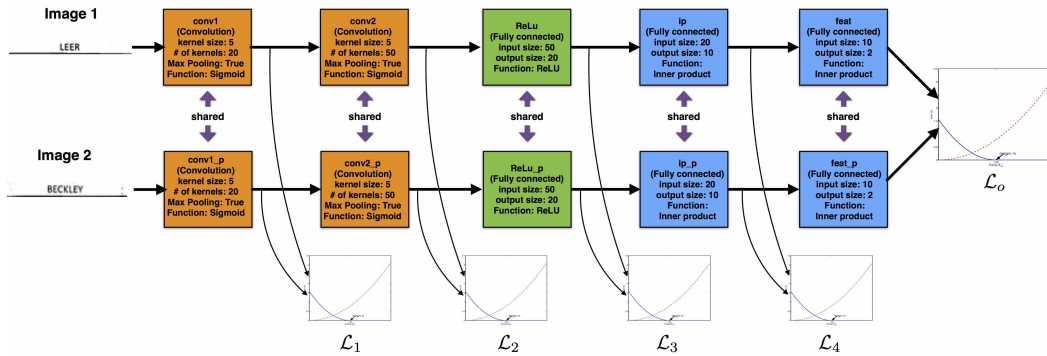 Image 1
LEER
conv1
(Convolution)
kernel size: 5
# of kernels: 20
Max Pooling: True
Function: Sigmoid
conv2
(Convolution)
kernel size: 5
# of kernels: 50
Max Pooling: True
Function: Sigmoid
ReLu
(Fully connected)
input size: 50
output size: 20
Function: ReLU
ip
(Fully connected)
input size: 20
output size: 10
Function:
Inner product
feat
(Fully connected)
input size: 10
output size: 2
Function:
Inner product
shared
shared
shared
shared
shared
Image 2
BECKLEY
conv1_p
(Convolution)
kernel size: 5
# of kernels: 20
Max Pooling: True
Function: Sigmoid
conv2_p
(Convolution)
kernel size: 5
# of kernels: 50
Max Pooling: True
Function: Sigmoid
ReLU_p
(Fully connected)
input size: 50
output size: 20
Function: ReLU
ip_p
(Fully connected)
input size: 20
output size: 10
Function:
Inner product
feat_p
(Fully connected)
input size: 10
output size: 2
Function:
Inner product
ℒo
ℒ1
ℒ2
ℒ3
ℒ4